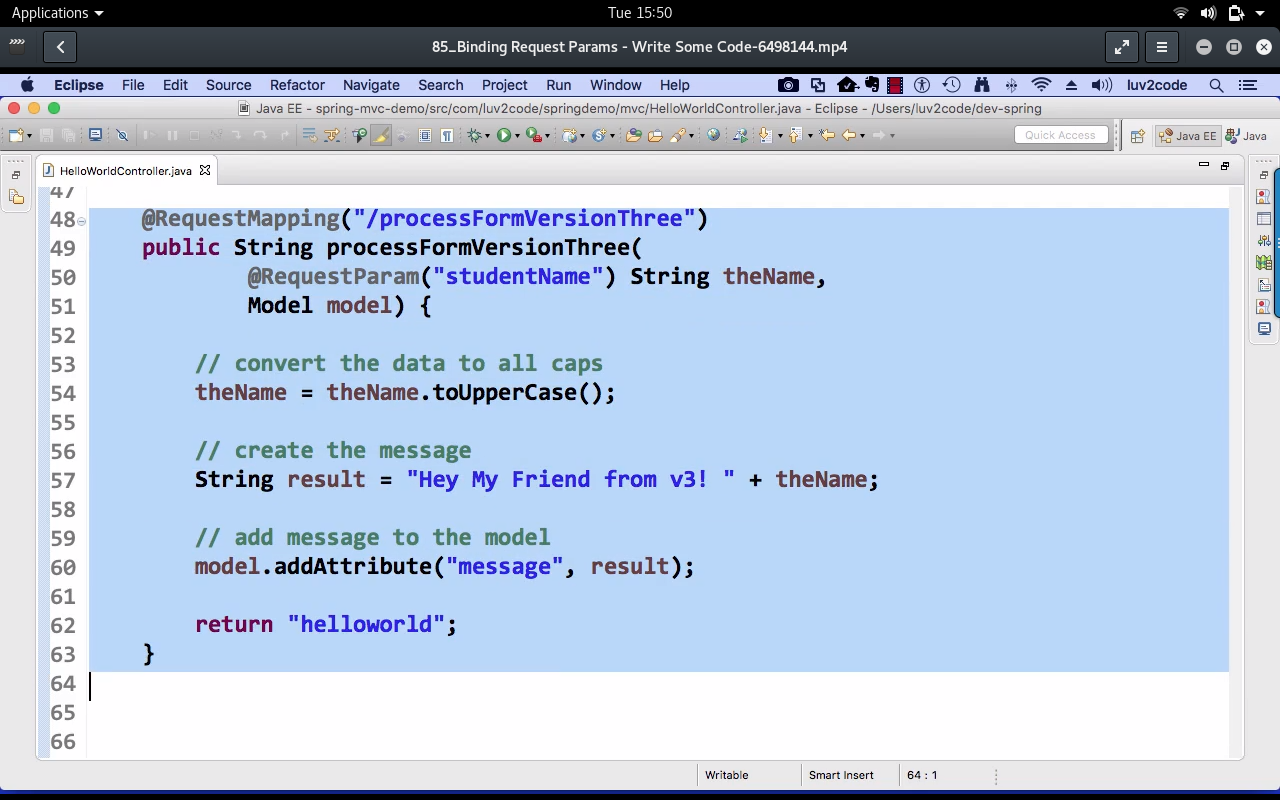 Applications
Tue 15:50
85_Binding Request Params - Write Some Code-6498144.mp4
Eclipse File Edit Source Refactor Navigate Search Project Run Window Help luv2code
Java EE - spring-mvc-demo/src/com/luv2code/springdemo/mvc/HelloWorldController.java - Eclipse - /Users/luv2code/dev-spring
Quick Access
Java EE
Java
HelloWorldController.java
47
48 @RequestMapping("/processFormVersionThree")
49 public String processFormVersionThree(
50 @RequestParam("studentName") String theName,
51 Model model) {
52
53 // convert the data to all caps
54 theName = theName.toUpperCase();
55
56 // create the message
57 String result = "Hey My Friend from v3! " + theName;
58
59 // add message to the model
60 model.addAttribute("message", result);
61
62 return "helloworld";
63 }
64
65
66
Writable
Smart Insert
64 : 1